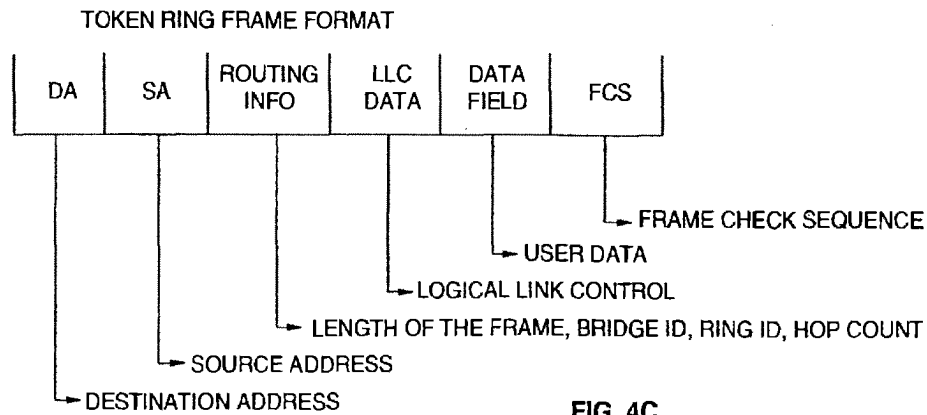 TOKEN RING FRAME FORMAT
DA
SA
ROUTING
INFO
LLC
DATA
DATA
FIELD
FCS
FRAME CHECK SEQUENCE
USER DATA
LOGICAL LINK CONTROL
LENGTH OF THE FRAME, BRIDGE ID, RING ID, HOP COUNT
SOURCE ADDRESS
DESTINATION ADDRESS
FIG. 4C